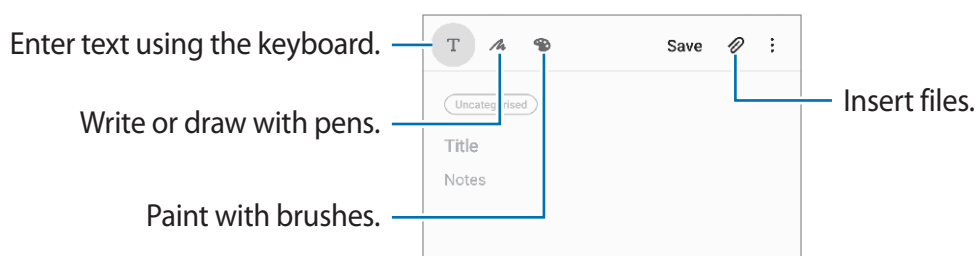 Enter text using the keyboard.
T
Save
Uncategorised
Insert files.
Write or draw with pens.
Title
Notes
Paint with brushes.